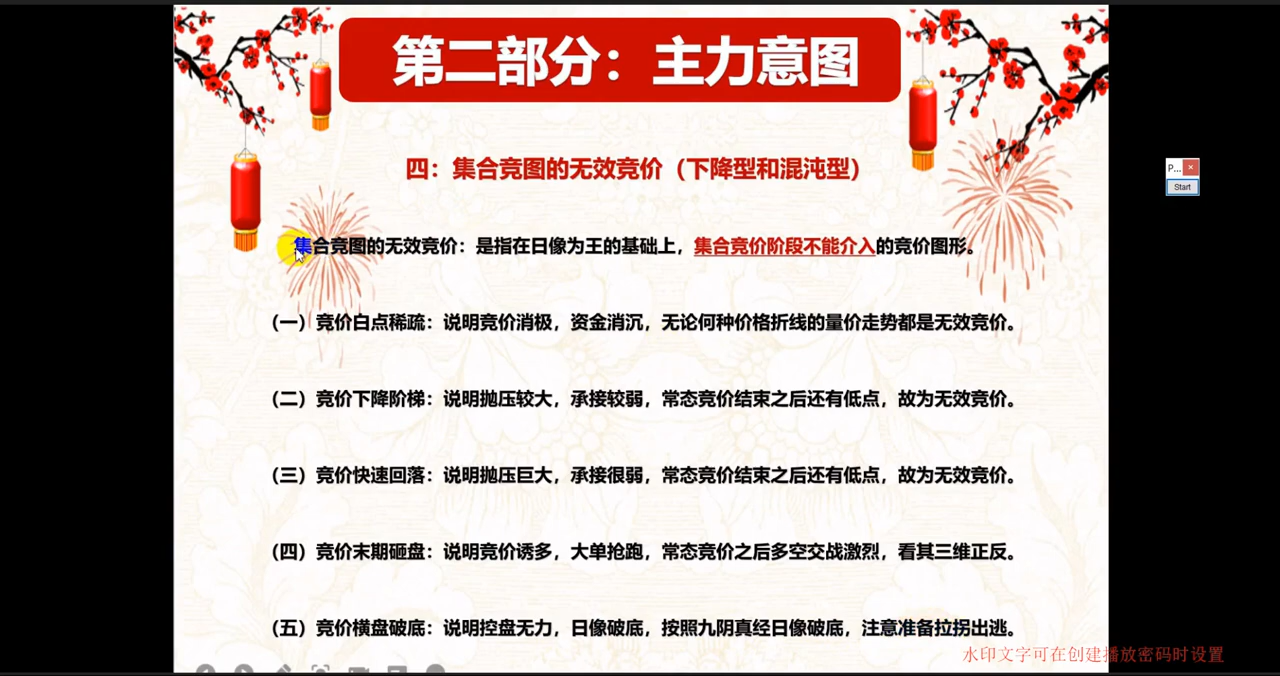 第二部分：主力意图
四：集合竞图的无效竞价（下降型和混沌型）
P...
×
Start
集合竞图的无效竞价：是指在日像为王的基础上，集合竞价阶段不能介入的竞价图形。
（一）竞价白点稀疏：说明竞价消极，资金消沉，无论何种价格折线的量价走势都是无效竞价。
（二）竞价下降阶梯：说明抛压较大，承接较弱，常态竞价结束之后还有低点，故为无效竞价。
（三）竞价快速回落：说明抛压巨大，承接很弱，常态竞价结束之后还有低点，故为无效竞价。
（四）竞价末期砸盘：说明竞价诱多，大单抢跑，常态竞价之后多空交战激烈，看其三维正反。
（五）竞价横盘破底：说明控盘无力，日像破底，按照九阴真经日像破底，注意准备拉拐出逃。
水印文字可在创建播放密码时设置